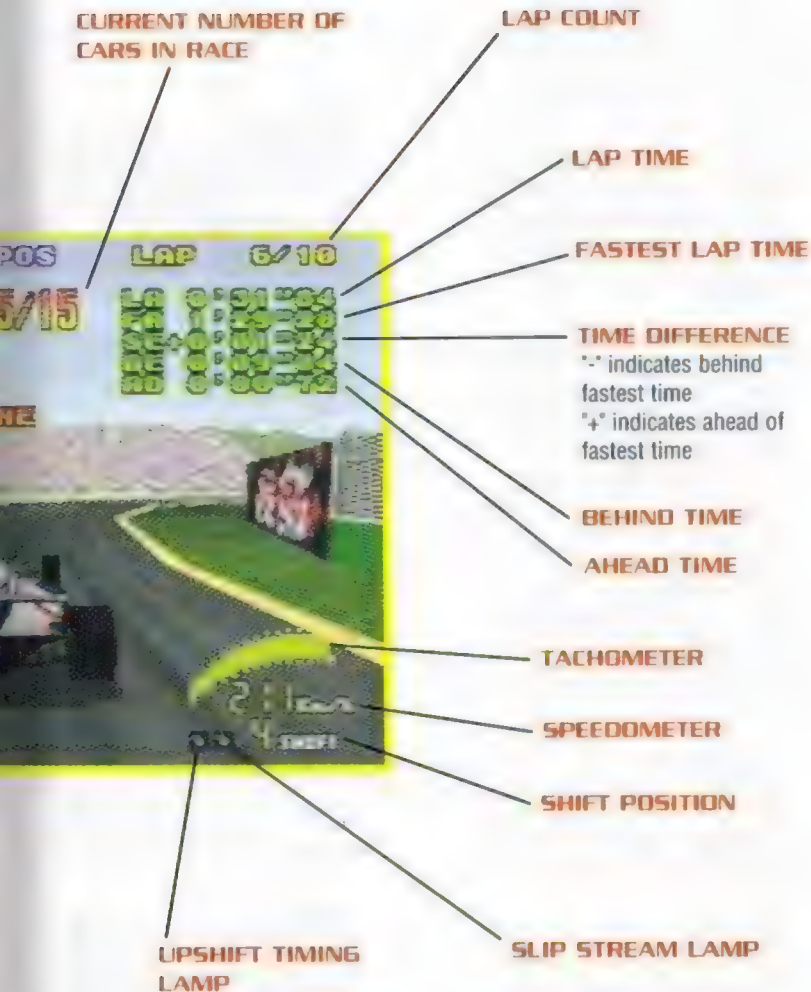 CURRENT NUMBER OF
CARS IN RACE
LAP COUNT
LAP TIME
FASTEST LAP TIME
TIME DIFFERENCE
"-" indicates behind
fastest time
"+" indicates ahead of
fastest time
BEHIND TIME
AHEAD TIME
TACHOMETER
SPEEDOMETER
SHIFT POSITION
SLIP STREAM LAMP
UPSHIFT TIMING
LAMP
POS LAP 6/10
5/15
4 SHIFT